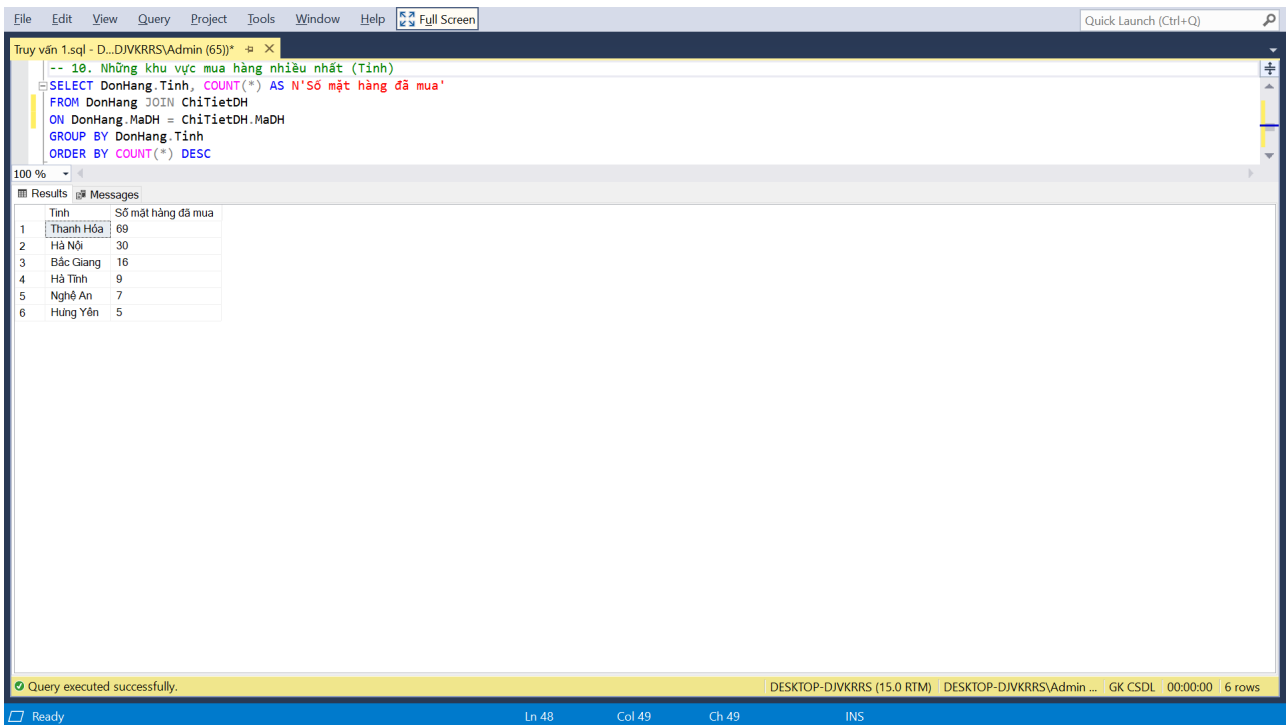 File Edit View Query Project Tools Window Help Full Screen Quick Launch (Ctrl+Q)
Truy vấn 1.sql - D...DJVKRRS\Admin (65))*
-- 10. Những khu vực mua hàng nhiều nhất (Tỉnh)
SELECT DonHang.Tinh, COUNT(*) AS N'Số mặt hàng đã mua'
FROM DonHang JOIN ChiTietDH
ON DonHang.MaDH = ChiTietDH.MaDH
GROUP BY DonHang.Tinh
ORDER BY COUNT(*) DESC
100 %
Results Messages
Tinh Số mặt hàng đã mua
1 Thanh Hóa 69
2 Hà Nội 30
3 Bắc Giang 16
4 Hà Tĩnh 9
5 Nghệ An 7
6 Hưng Yên 5
Query executed successfully. DESKTOP-DJVKRRS (15.0 RTM) DESKTOP-DJVKRRS\Admin ... GK CSDL 00:00:00 6 rows
Ready Ln 48 Col 49 Ch 49 INS